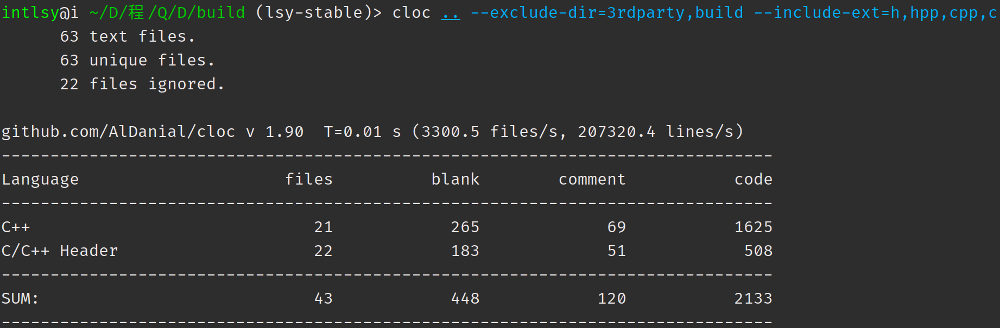 intlsy@i ~/D/程/Q/D/build (lsy-stable)> cloc .. --exclude-dir=3rdparty,build --include-ext=h,hpp,cpp,c
63 text files.
63 unique files.
22 files ignored.
github.com/AlDanial/cloc v 1.90  T=0.01 s (3300.5 files/s, 207320.4 lines/s)
-------------------------------------------------------------------------------
Language                     files          blank        comment           code
-------------------------------------------------------------------------------
C++                             21            265             69           1625
C/C++ Header                    22            183             51            508
-------------------------------------------------------------------------------
SUM:                            43            448            120           2133
-------------------------------------------------------------------------------